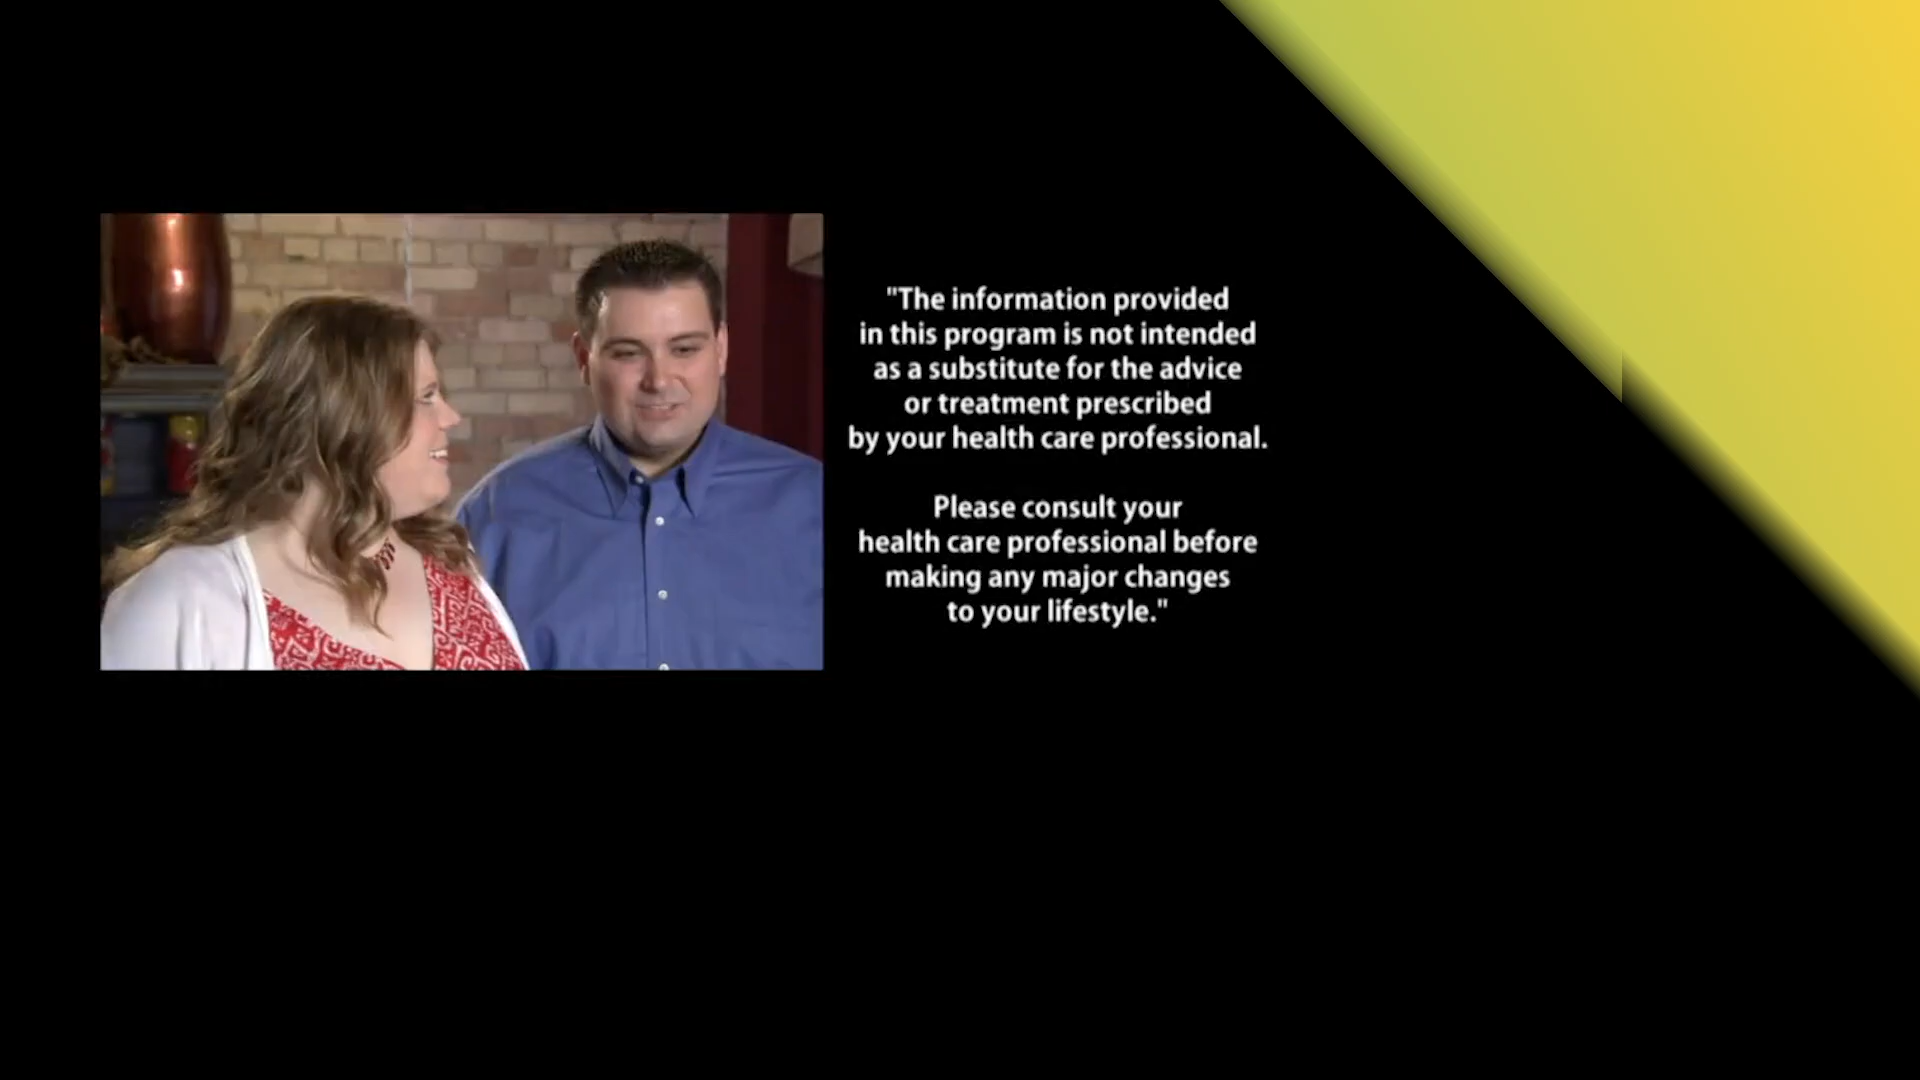 "The information provided
in this program is not intended
as a substitute for the advice
or treatment prescribed
by your health care professional.
Please consult your
health care professional before
making any major changes
to your lifestyle."